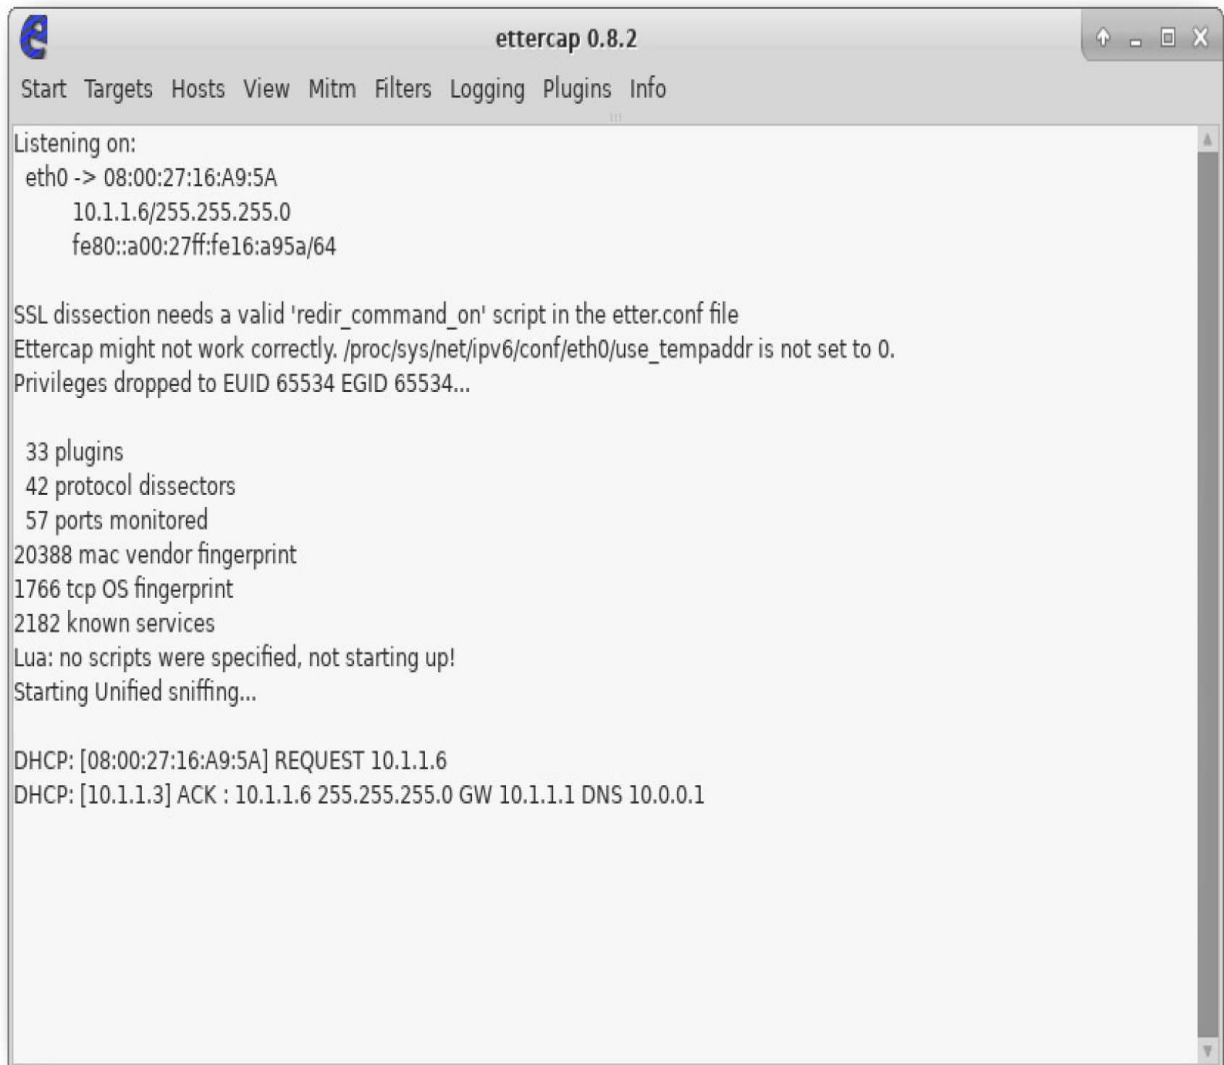 ettercap 0.8.2
Start Targets Hosts View Mitm Filters Logging Plugins Info
Listening on:
eth0 -> 08:00:27:16:A9:5A
10.1.1.6/255.255.255.0
fe80::a00:27ff:fe16:a95a/64
SSL dissection needs a valid 'redir_command_on' script in the etter.conf file
Ettercap might not work correctly. /proc/sys/net/ipv6/conf/eth0/use_tempaddr is not set to 0.
Privileges dropped to EUID 65534 EGID 65534...
33 plugins
42 protocol dissectors
57 ports monitored
20388 mac vendor fingerprint
1766 tcp OS fingerprint
2182 known services
Lua: no scripts were specified, not starting up!
Starting Unified sniffing...
DHCP: [08:00:27:16:A9:5A] REQUEST 10.1.1.6
DHCP: [10.1.1.3] ACK : 10.1.1.6 255.255.255.0 GW 10.1.1.1 DNS 10.0.0.1